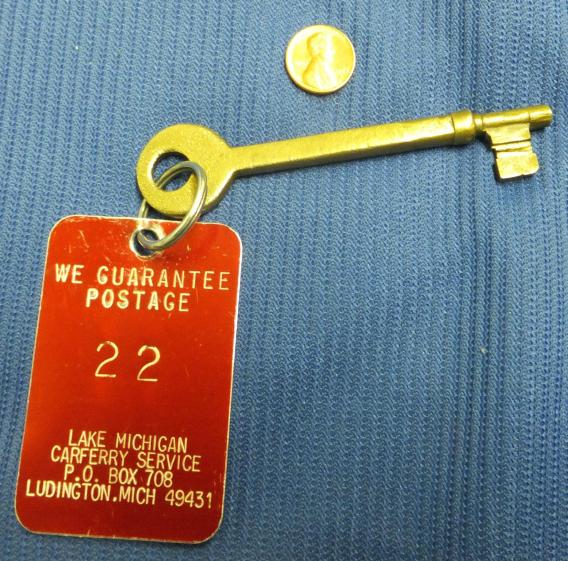 WE GUARANTEE
POSTAGE
22
LAKE MICHIGAN
CARFERRY SERVICE
P.O. BOX 708
LUDINGTON,MICH 49431